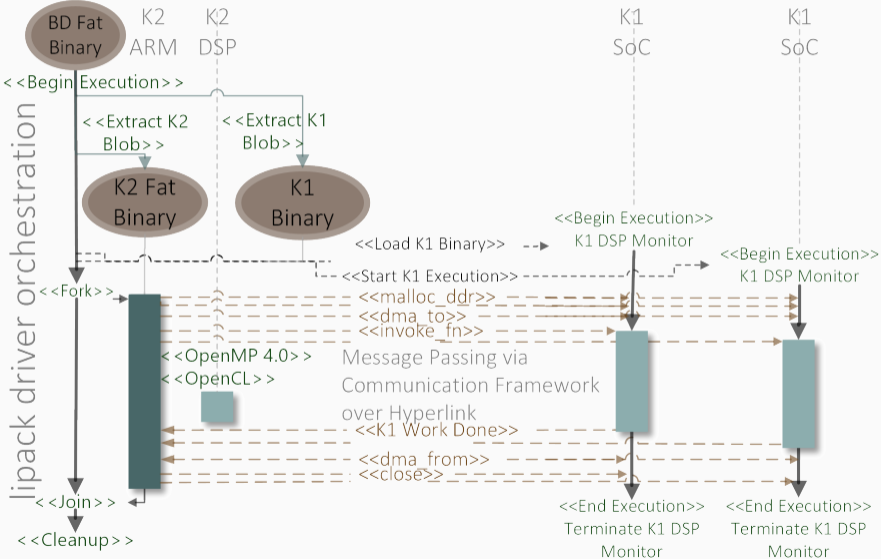 BD Fat
Binary
K2
ARM
K2
DSP
K1
SoC
K1
SoC
<<Begin Execution>>
<<Extract K2
Blob>>
<<Extract K1
Blob>>
K2 Fat
Binary
K1
Binary
lipack driver orchestration
<<Begin Execution>>
K1 DSP Monitor
<<Load K1 Binary>>
<<Begin Execution>>
K1 DSP Monitor
<<Start K1 Execution>>
<<Fork>>
<<malloc_ddr>>
<<dma_to>>
<<invoke_fn>>
<<OpenMP 4.0>>
<<OpenCL>>
Message Passing via
Communication Framework
over Hyperlink
<<K1 Work Done>>
<<dma_from>>
<<close>>
<<Join>>
<<Cleanup>>
<<End Execution>>
Terminate K1 DSP
Monitor
<<End Execution>>
Terminate K1 DSP
Monitor